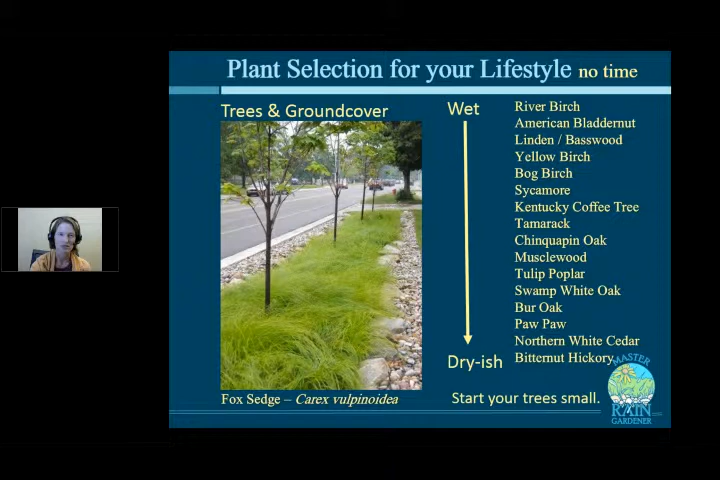 Plant Selection for your Lifestyle no time
Trees & Groundcover
Wet
Dry-ish
River Birch
American Bladdernut
Linden / Basswood
Yellow Birch
Bog Birch
Sycamore
Kentucky Coffee Tree
Tamarack
Chinquapin Oak
Musclewood
Tulip Poplar
Swamp White Oak
Bur Oak
Paw Paw
Northern White Cedar
Bitternut Hickory
Fox Sedge – Carex vulpinoidea
Start your trees small.
MASTER
RAIN
GARDENER